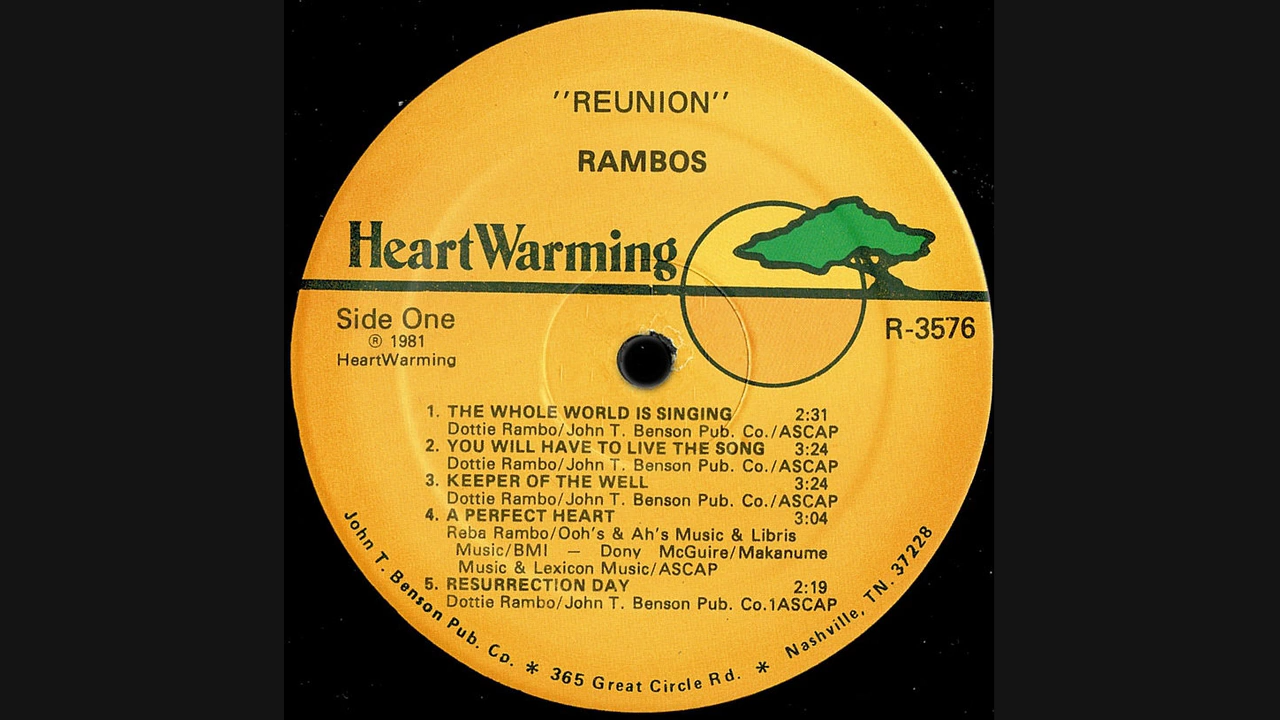 "REUNION"
RAMBOS
HeartWarming
Side One
Ⓡ 1981
HeartWarming
R-3576
1. THE WHOLE WORLD IS SINGING 2:31
Dottie Rambo/John T. Benson Pub. Co./ASCAP
2. YOU WILL HAVE TO LIVE THE SONG 3:24
Dottie Rambo/John T. Benson Pub. Co./ASCAP
3. KEEPER OF THE WELL 3:24
Dottie Rambo/John T. Benson Pub. Co./ASCAP
4. A PERFECT HEART 3:04
Reba Rambo/Ooh's & Ah's Music & Libris
Music/BMI — Dony McGuire/Makanume
Music & Lexicon Music/ASCAP
5. RESURRECTION DAY 2:19
Dottie Rambo/John T. Benson Pub. Co.1ASCAP
John T. Benson Pub. Co. * 365 Great Circle Rd. * Nashville, TN. 37228